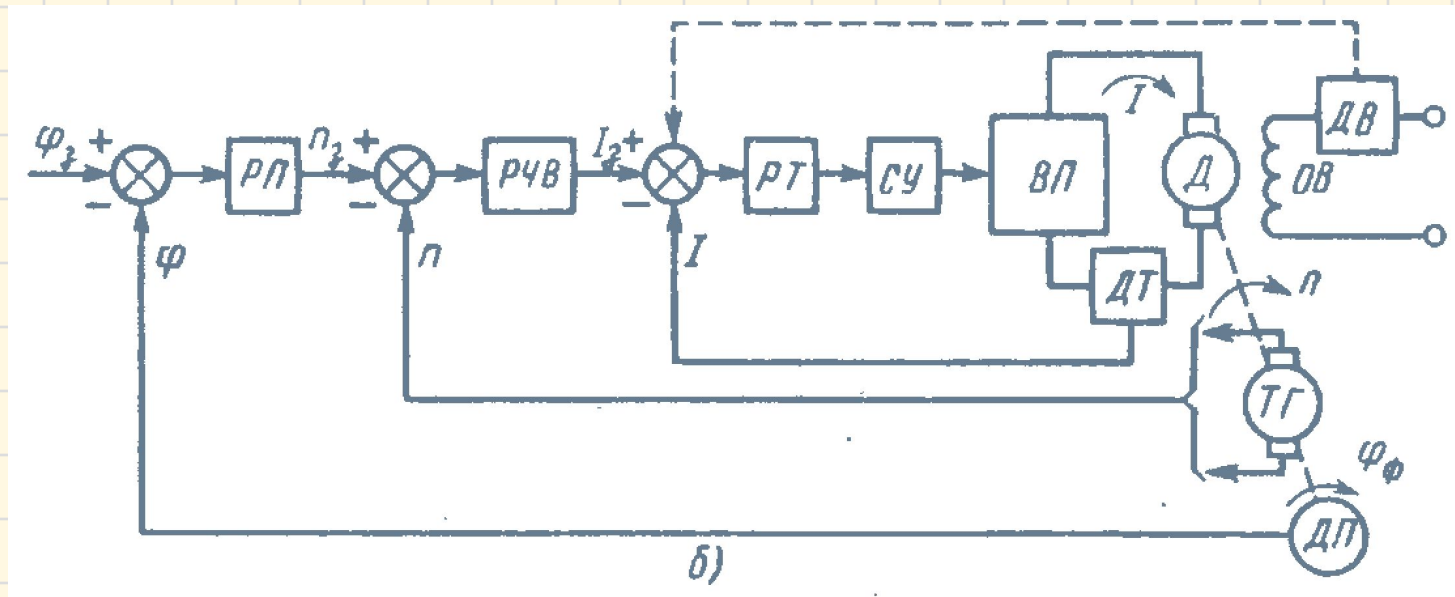 φз +
−
φ
РП
nз +
−
n
РЧВ
Iз +
−
I
РТ
СУ
ВП
I
Д
ДТ
ДВ
ОВ
n
ТГ
φф
ДП
б)